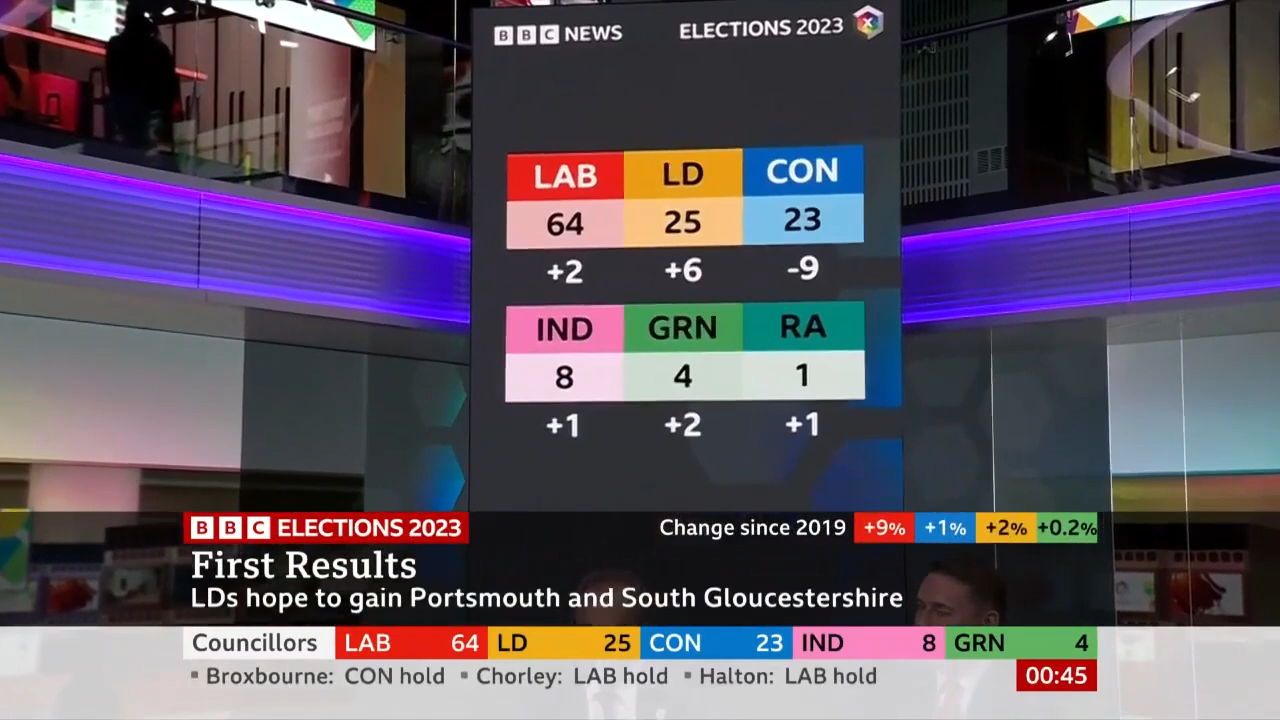 BBC NEWS ELECTIONS 2023
LAB LD CON
64 25 23
+2 +6 -9
IND GRN RA
8 4 1
+1 +2 +1
BBC ELECTIONS 2023 Change since 2019 +9% +1% +2% +0.2%
First Results
LDs hope to gain Portsmouth and South Gloucestershire
Councillors LAB 64 LD 25 CON 23 IND 8 GRN 4
▪ Broxbourne: CON hold ▪ Chorley: LAB hold ▪ Halton: LAB hold 00:45